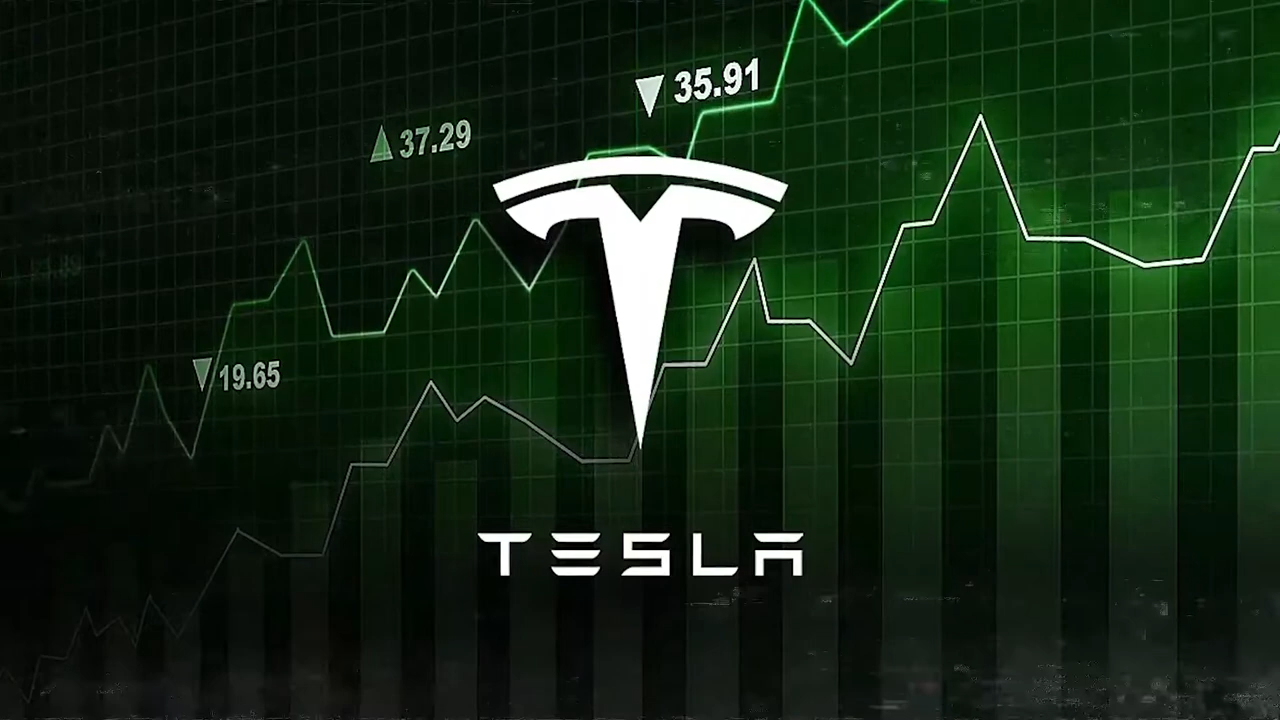 ▼ 35.91
▲ 37.29
▼ 19.65
TESLA